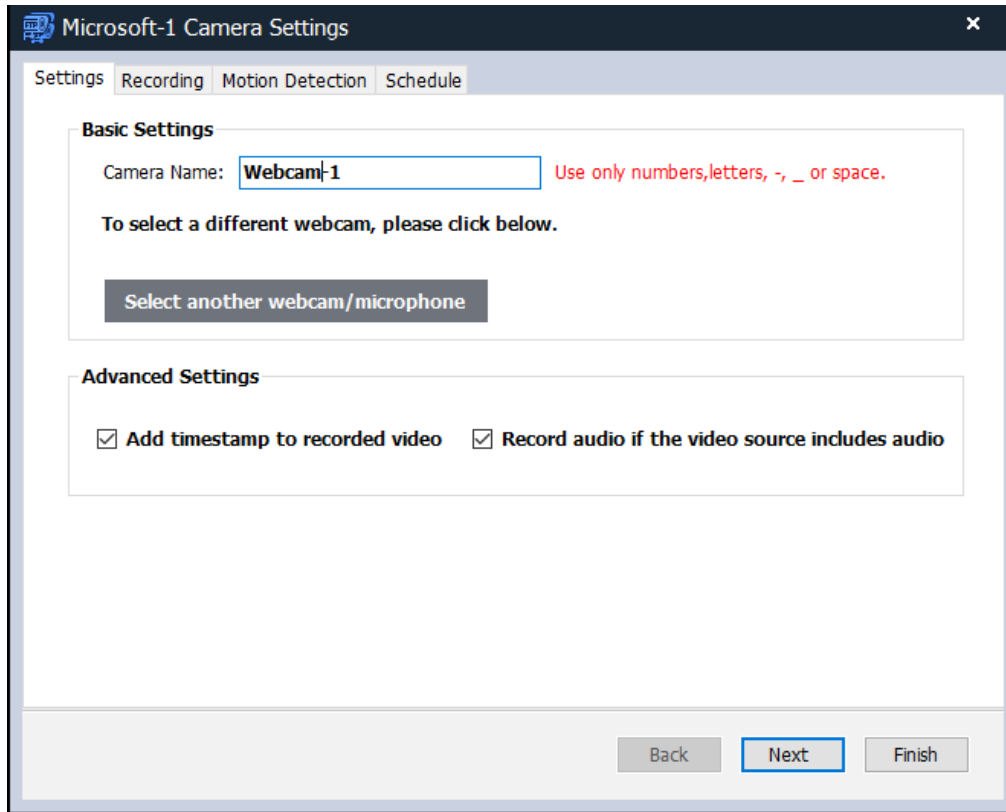 Microsoft-1 Camera Settings
Settings Recording Motion Detection Schedule
Basic Settings
Camera Name: Webcam-1 Use only numbers,letters, -, _ or space.
To select a different webcam, please click below.
Select another webcam/microphone
Advanced Settings
Add timestamp to recorded video Record audio if the video source includes audio
Back Next Finish